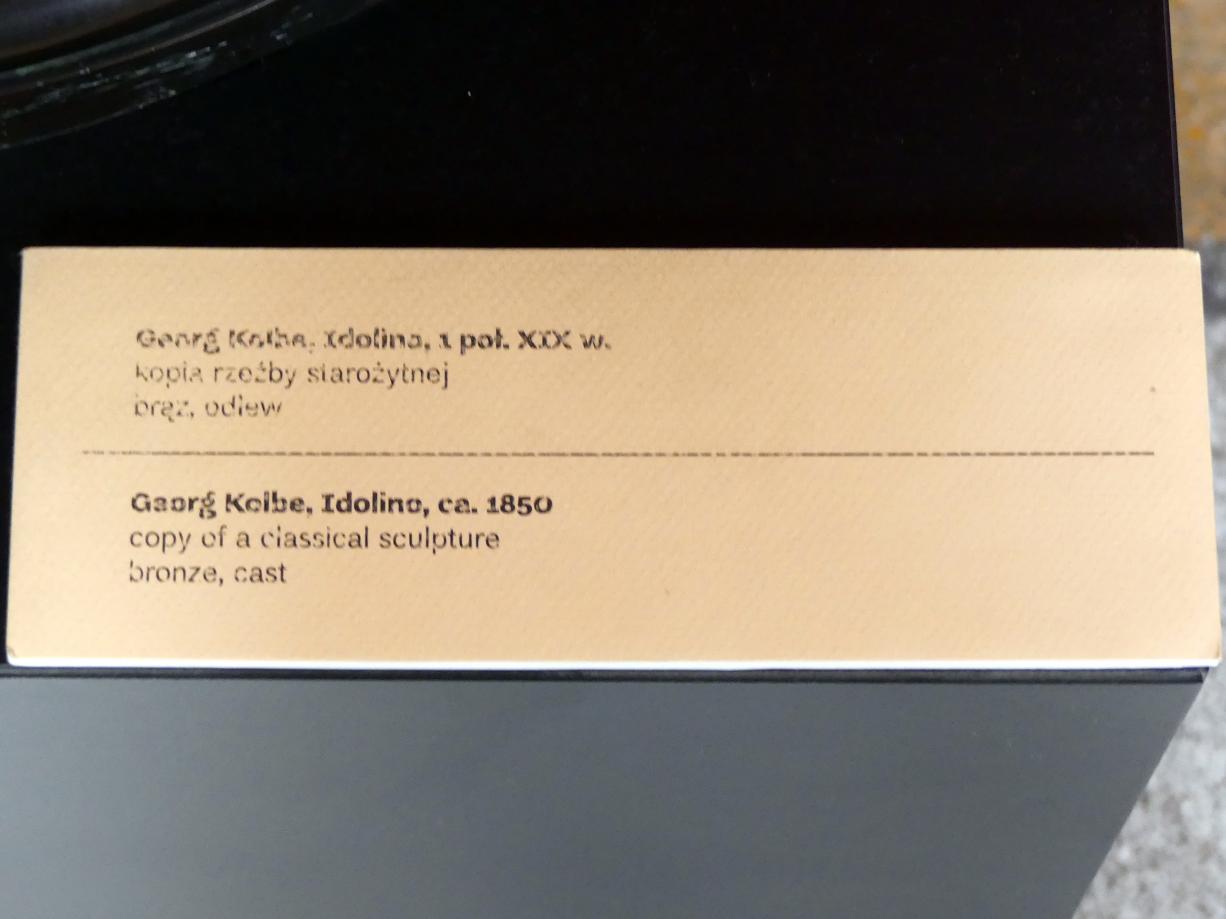 Georg Kolbe, Idolino, 1 poł. XIX w.
kopia rzeźby starożytnej
brąz, odlew
Georg Kolbe, Idolino, ca. 1850
copy of a classical sculpture
bronze, cast